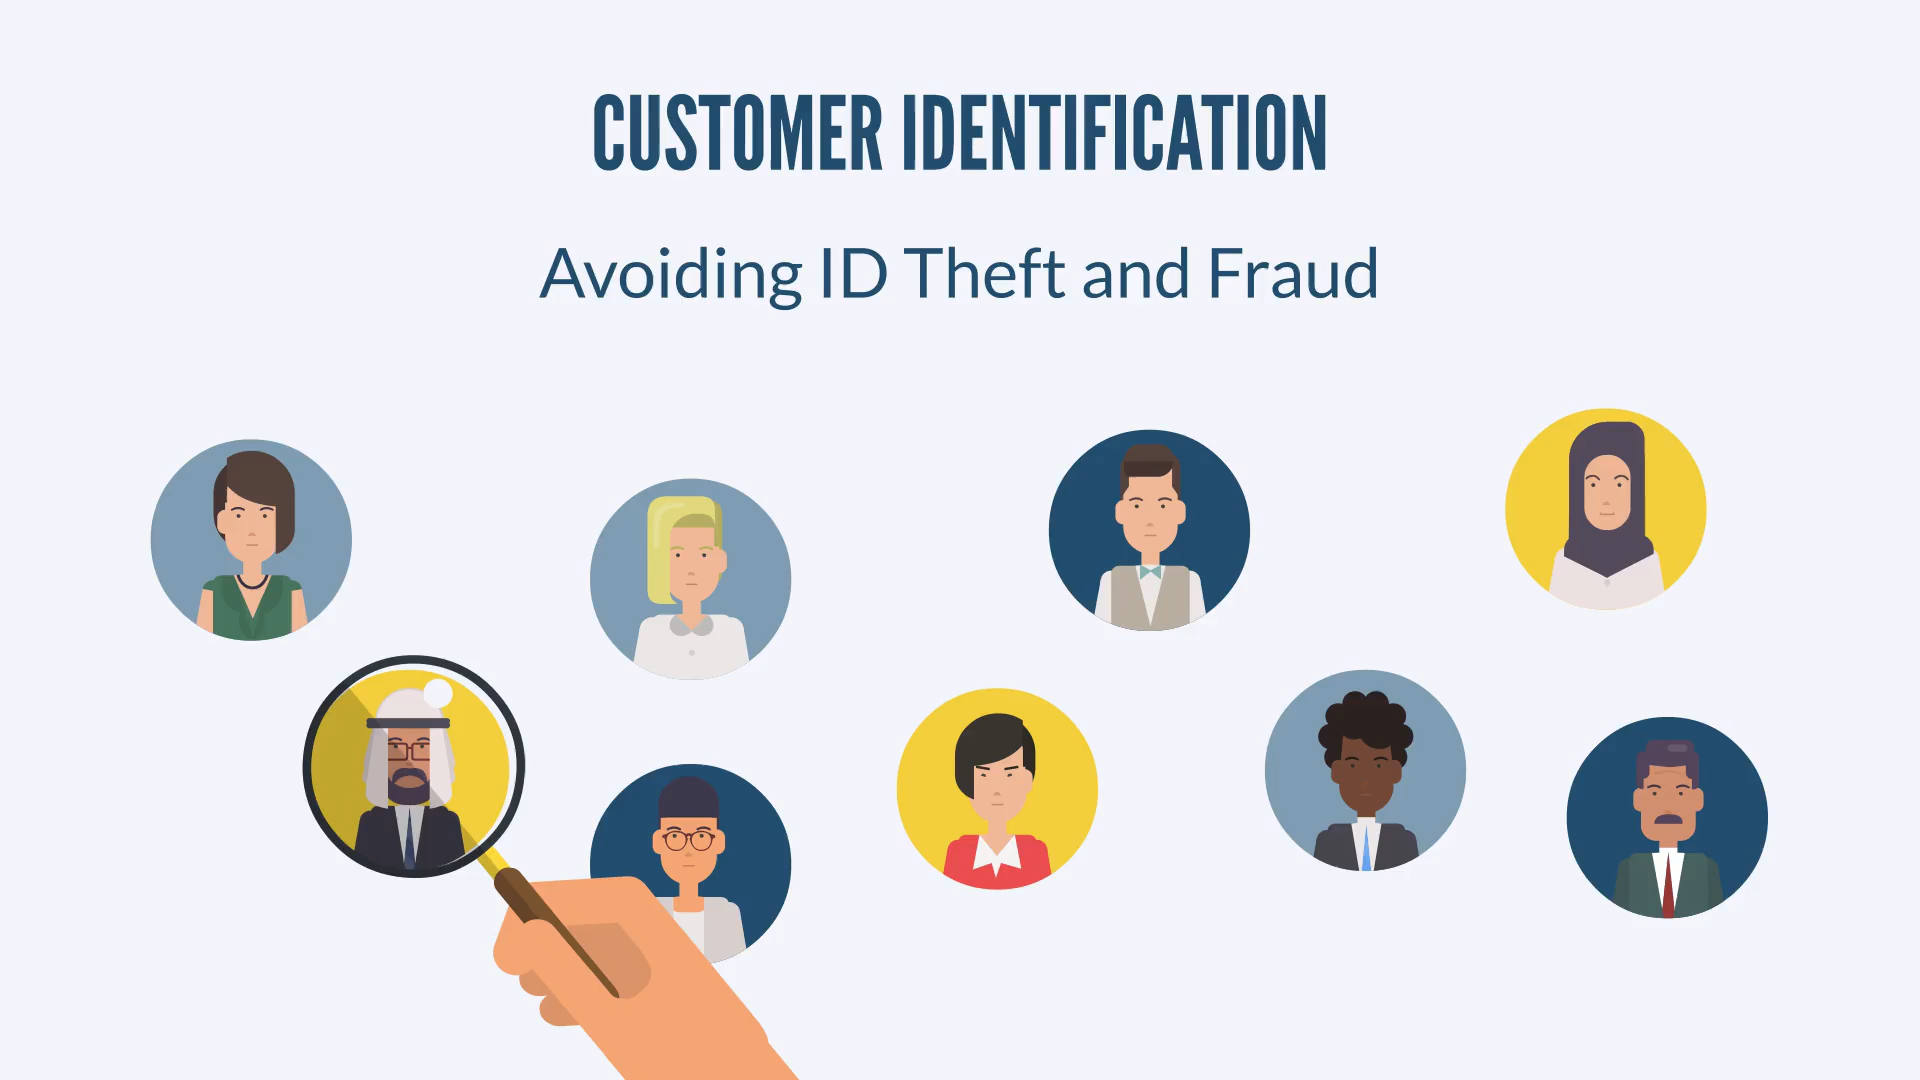 CUSTOMER IDENTIFICATION
Avoiding ID Theft and Fraud